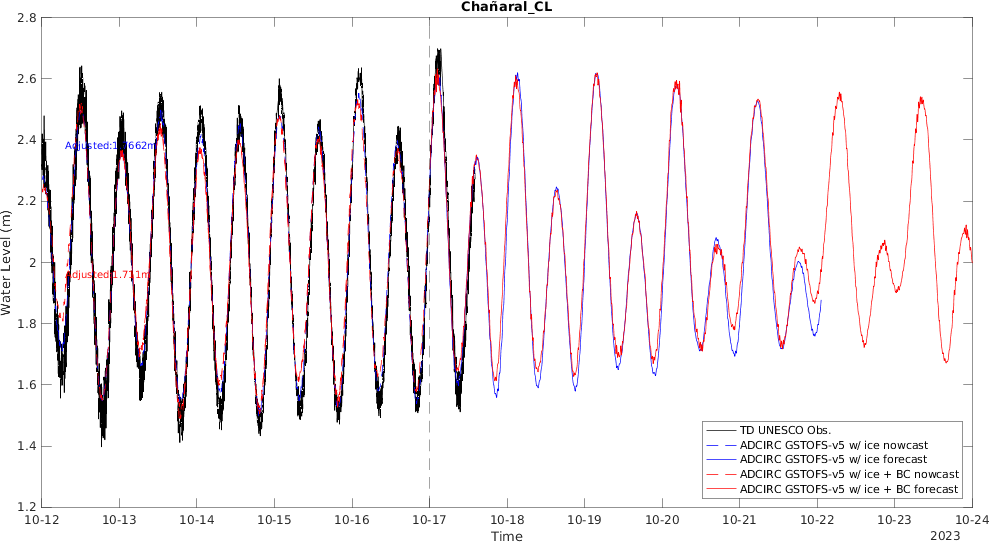 Chañaral_CL
2.8
2.6
2.4
2.2
2
1.8
1.6
1.4
1.2
Water Level (m)
Adjusted:1.7662m
Adjusted:1.711m
TD UNESCO Obs.
ADCIRC GSTOFS-v5 w/ ice nowcast
ADCIRC GSTOFS-v5 w/ ice forecast
ADCIRC GSTOFS-v5 w/ ice + BC nowcast
ADCIRC GSTOFS-v5 w/ ice + BC forecast
10-12 10-13 10-14 10-15 10-16 10-17 10-18 10-19 10-20 10-21 10-22 10-23 10-24
Time
2023